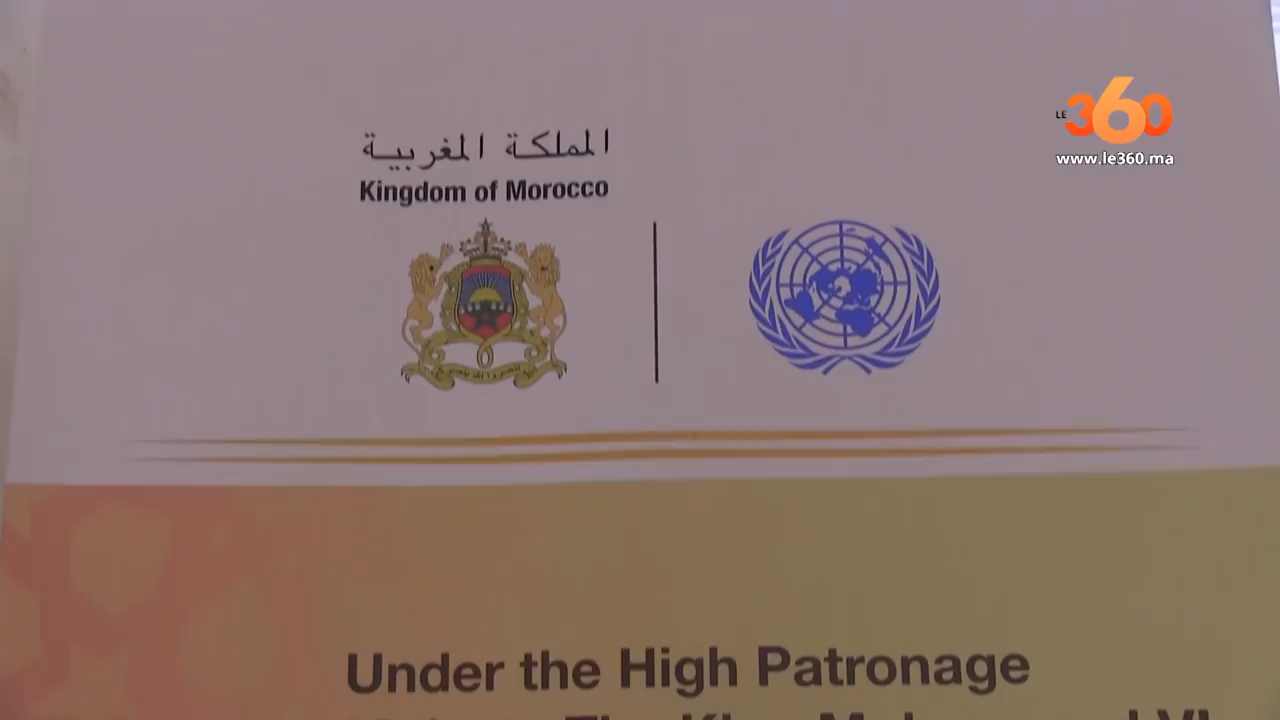 LE 360
www.le360.ma
المملكة المغربية
Kingdom of Morocco
Under the High Patronage